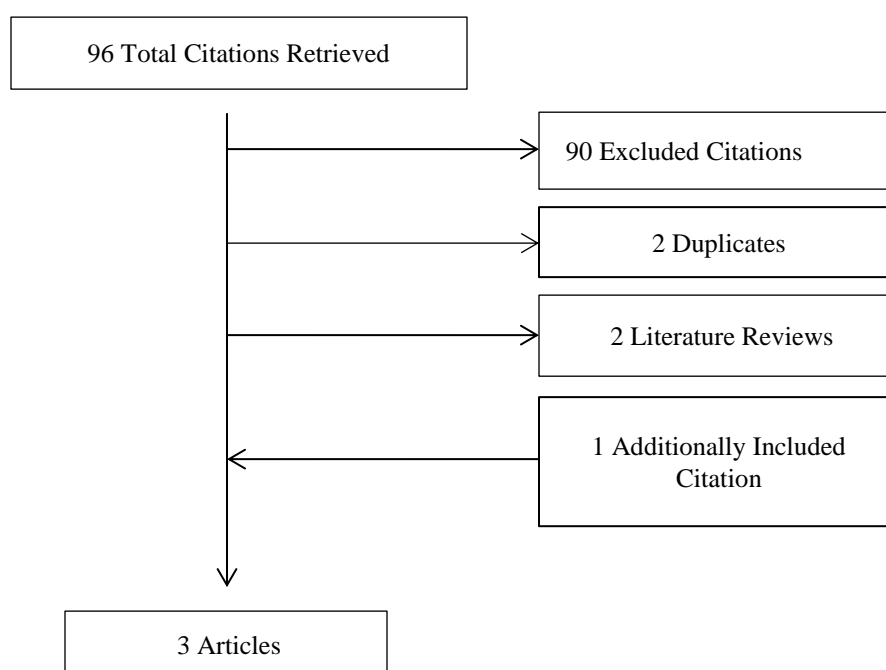 96 Total Citations Retrieved
90 Excluded Citations
2 Duplicates
2 Literature Reviews
1 Additionally Included
Citation
3 Articles